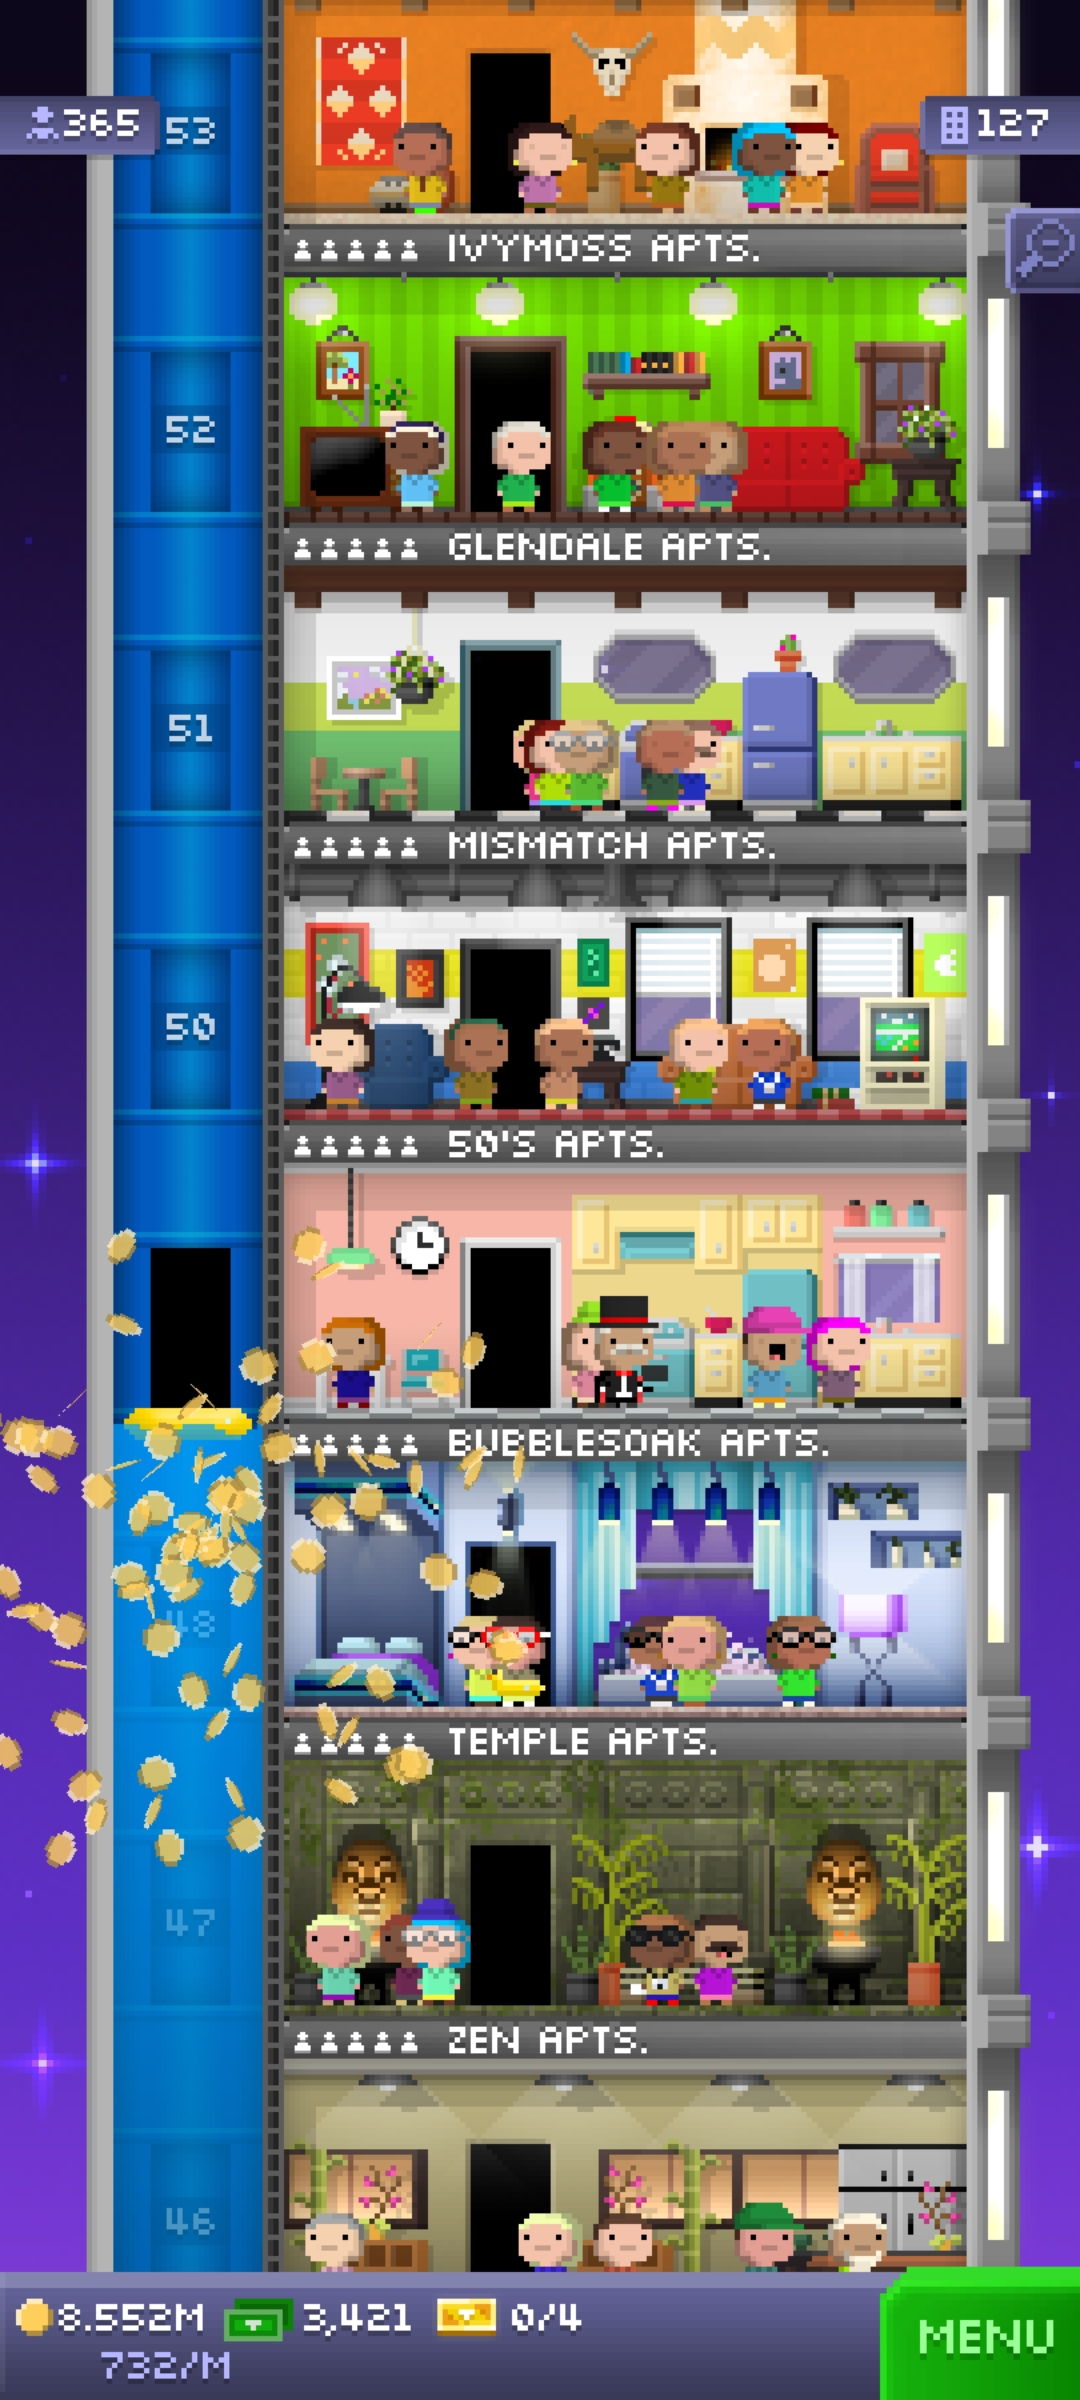 365
53
127
IVYMOSS APTS.
52
GLENDALE APTS.
51
MISMATCH APTS.
50
50'S APTS.
BUBBLESOAK APTS.
48
TEMPLE APTS.
47
ZEN APTS.
46
8.552M 3,421 0/4
732/M
MENU